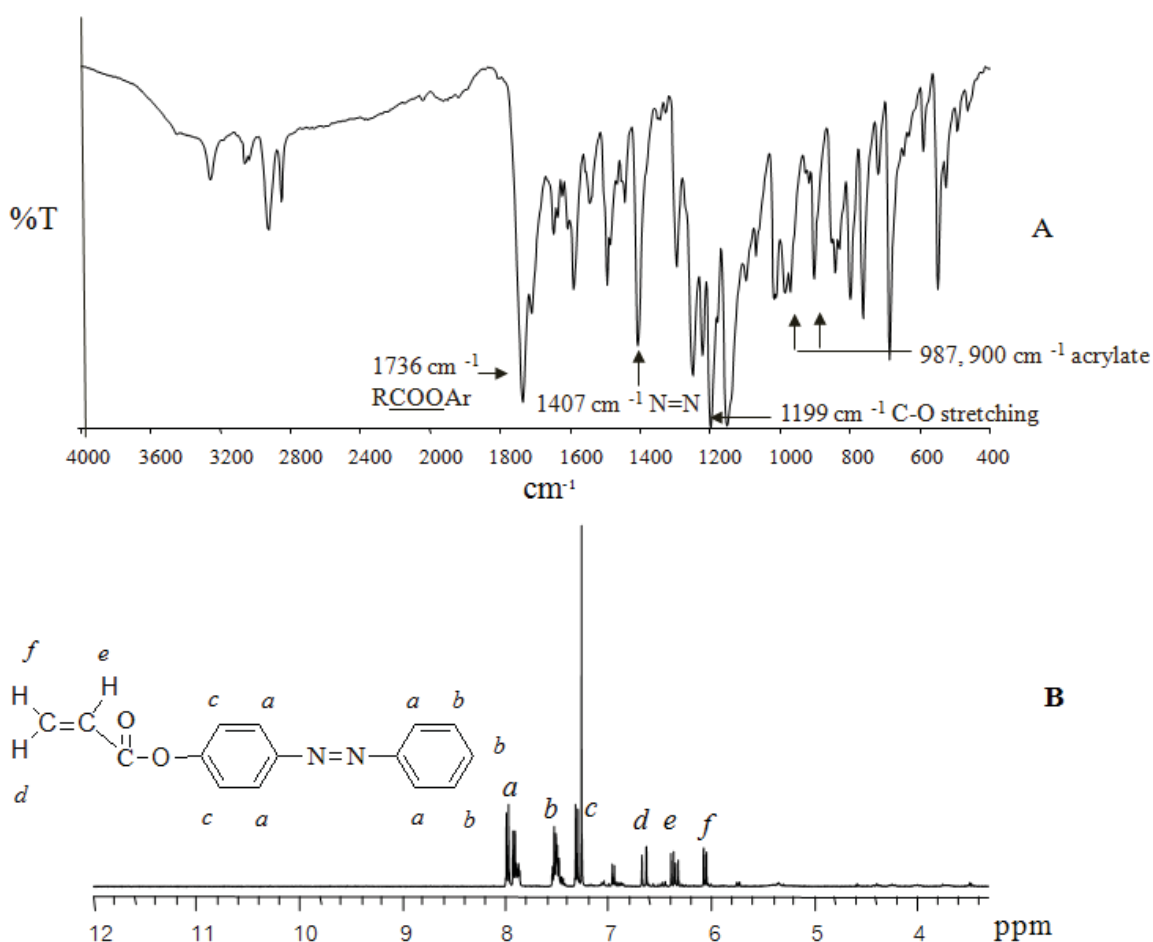 %T
A
1736 cm -1
RCOOAr
1407 cm -1 N=N
1199 cm -1 C-O stretching
987, 900 cm -1 acrylate
4000 3600 3200 2800 2400 2000 1800 1600 1400 1200 1000 800 600 400
cm-1
B
f
e
H
H
H
d
C=C
O
C
O
c
a
N=N
a
b
b
c
a
a
b
a
b
c
d
e
f
12 11 10 9 8 7 6 5 4 ppm